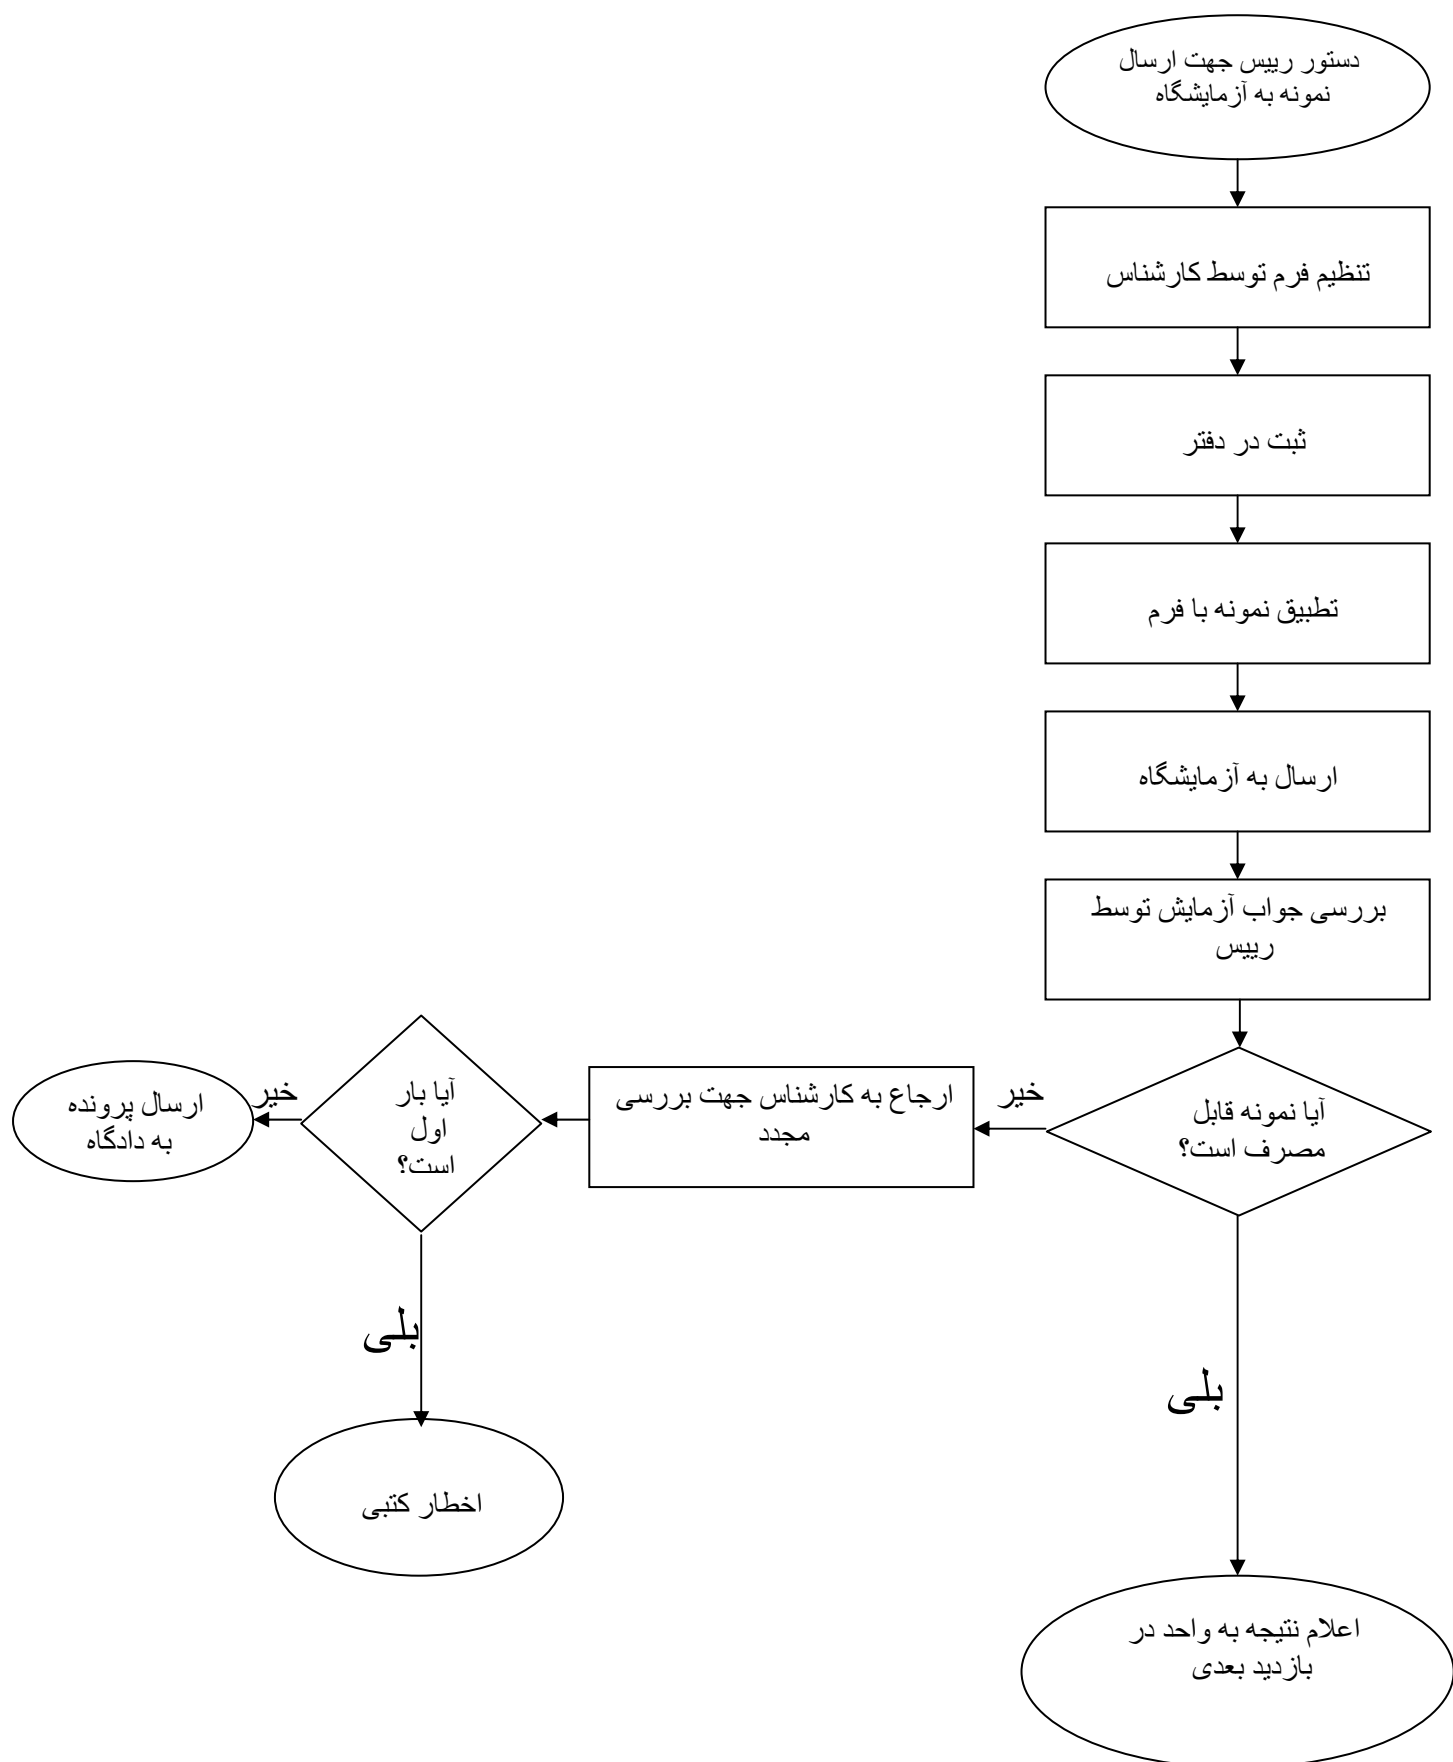 دستور رییس جهت ارسال
نمونه به آزمایشگاه
تنظیم فرم توسط کارشناس
ثبت در دفتر
تطبیق نمونه با فرم
ارسال به آزمایشگاه
بررسی جواب آزمایش توسط
رییس
آیا نمونه قابل
مصرف است؟
خیر
ارجاع به کارشناس جهت بررسی
مجدد
آیا بار
اول
است؟
خیر
ارسال پرونده
به دادگاه
بلی
اخطار کتبی
بلی
اعلام نتیجه به واحد در
بازدید بعدی